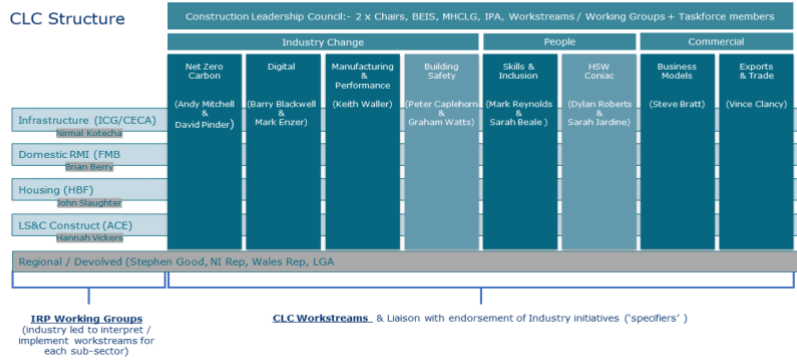 CLC Structure
Construction Leadership Council:- 2 x Chairs, BEIS, MHCLG, IPA, Workstreams / Working Groups + Taskforce members
Industry Change
People
Commercial
Net Zero
Carbon
(Andy Mitchell
&
David Pinder)
Digital
(Barry Blackwell
&
Mark Enzer)
Manufacturing
&
Performance
(Keith Waller)
Building
Safety
(Peter Caplehorn
&
Graham Watts)
Skills &
Inclusion
(Mark Reynolds
&
Sarah Beale )
HSW
Coniac
(Dylan Roberts
&
Sarah Jardine)
Business
Models
(Steve Bratt)
Exports
& Trade
(Vince Clancy)
Infrastructure (ICG/CECA)
Nirmal Kotecha
Domestic RMI (FMB
Brian Berry
Housing (HBF)
John Slaughter
LS&C Construct (ACE)
Hannah Vickers
Regional / Devolved (Stephen Good, NI Rep, Wales Rep, LGA
IRP Working Groups
(industry led to interpret /
implement workstreams for
each sub-sector)
CLC Workstreams & Liaison with endorsement of Industry initiatives ('specifiers' )